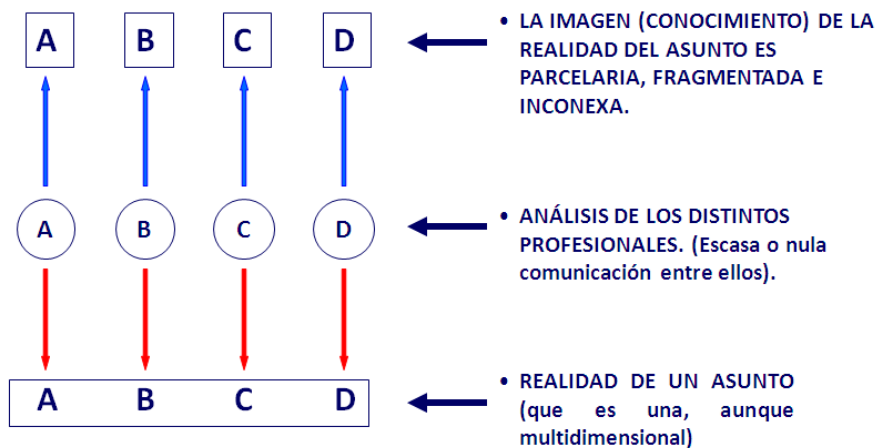 A B C D
• LA IMAGEN (CONOCIMIENTO) DE LA
REALIDAD DEL ASUNTO ES
PARCELARIA, FRAGMENTADA E
INCONEXA.
A B C D
• ANÁLISIS DE LOS DISTINTOS
PROFESIONALES. (Escasa o nula
comunicación entre ellos).
A B C D
• REALIDAD DE UN ASUNTO
(que es una, aunque
multidimensional)